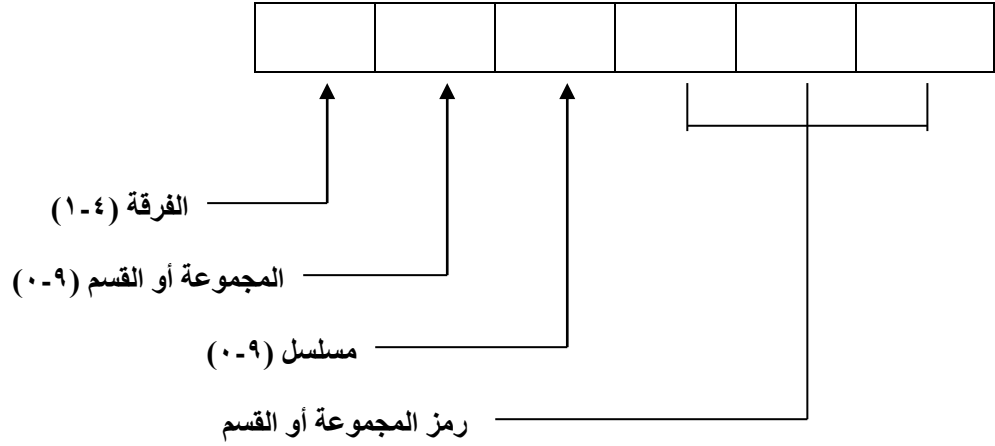 الفرقة (٤-١)
المجموعة أو القسم (٩-٠)
مسلسل (٩-٠)
رمز المجموعة أو القسم